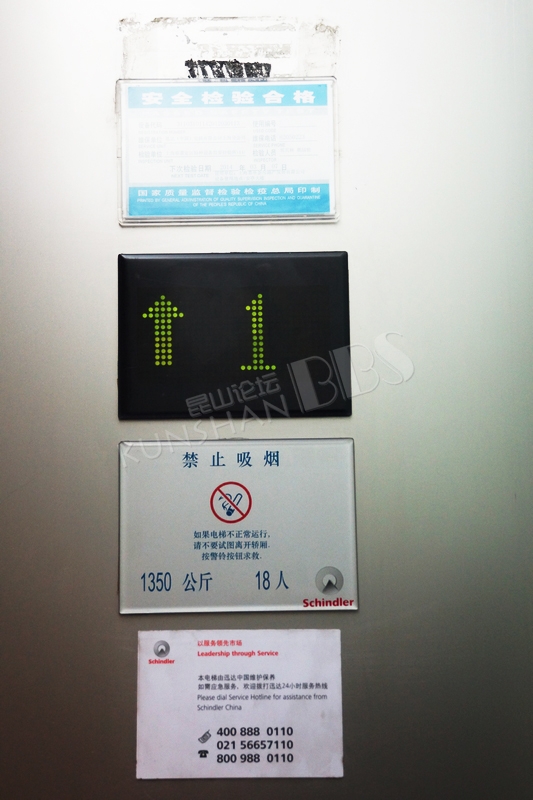 安全检验合格
国家质量监督检验检疫总局印制
PRINTED BY GENERAL ADMINISTRATION OF QUALITY SUPERVISION INSPECTION AND QUARANTINE
OF THE PEOPLE'S REPUBLIC OF CHINA
↑ 1
昆山论坛
KUNSHAN BBS
禁止吸烟
如果电梯不正常运行,
请不要试图离开轿厢.
按警铃按钮求救.
1350 公斤 18人
Schindler
以服务领先市场
Leadership through Service
Schindler
本电梯由迅达中国维护保养
如需应急服务，欢迎拨打迅达24小时服务热线
Please dial Service Hotline for assistance from
Schindler China
400 888 0110
021 56657110
800 988 0110